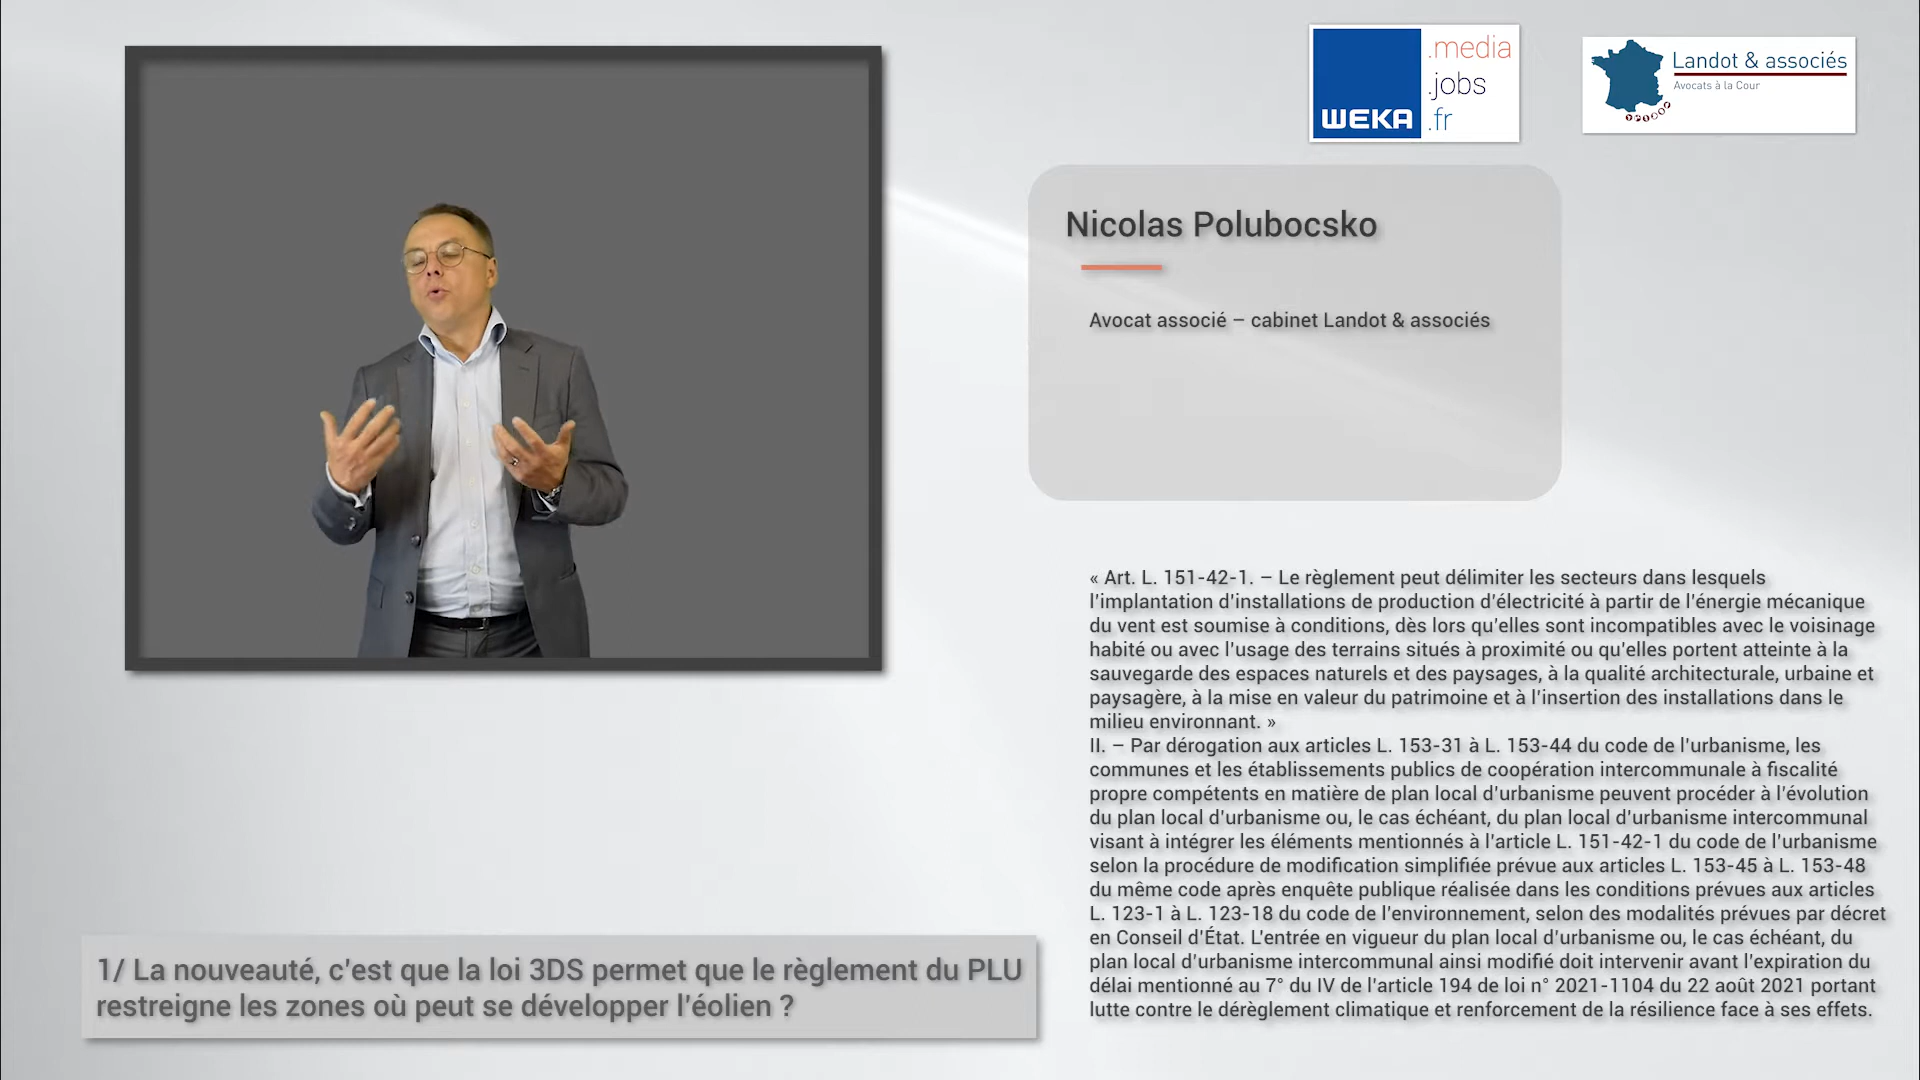 .media
.jobs
.fr
WEKA
Landot & associés
Avocats à la Cour
Nicolas Polubocsko
Avocat associé – cabinet Landot & associés
« Art. L. 151-42-1. – Le règlement peut délimiter les secteurs dans lesquels
l'implantation d'installations de production d'électricité à partir de l'énergie mécanique
du vent est soumise à conditions, dès lors qu'elles sont incompatibles avec le voisinage
habité ou avec l'usage des terrains situés à proximité ou qu'elles portent atteinte à la
sauvegarde des espaces naturels et des paysages, à la qualité architecturale, urbaine et
paysagère, à la mise en valeur du patrimoine et à l'insertion des installations dans le
milieu environnant. »
II. – Par dérogation aux articles L. 153-31 à L. 153-44 du code de l'urbanisme, les
communes et les établissements publics de coopération intercommunale à fiscalité
propre compétents en matière de plan local d'urbanisme peuvent procéder à l'évolution
du plan local d'urbanisme ou, le cas échéant, du plan local d'urbanisme intercommunal
visant à intégrer les éléments mentionnés à l'article L. 151-42-1 du code de l'urbanisme
selon la procédure de modification simplifiée prévue aux articles L. 153-45 à L. 153-48
du même code après enquête publique réalisée dans les conditions prévues aux articles
L. 123-1 à L. 123-18 du code de l'environnement, selon des modalités prévues par décret
en Conseil d'État. L'entrée en vigueur du plan local d'urbanisme ou, le cas échéant, du
plan local d'urbanisme intercommunal ainsi modifié doit intervenir avant l'expiration du
délai mentionné au 7° du IV de l'article 194 de loi n° 2021-1104 du 22 août 2021 portant
lutte contre le dérèglement climatique et renforcement de la résilience face à ses effets.
1/ La nouveauté, c'est que la loi 3DS permet que le règlement du PLU
restreigne les zones où peut se développer l'éolien ?